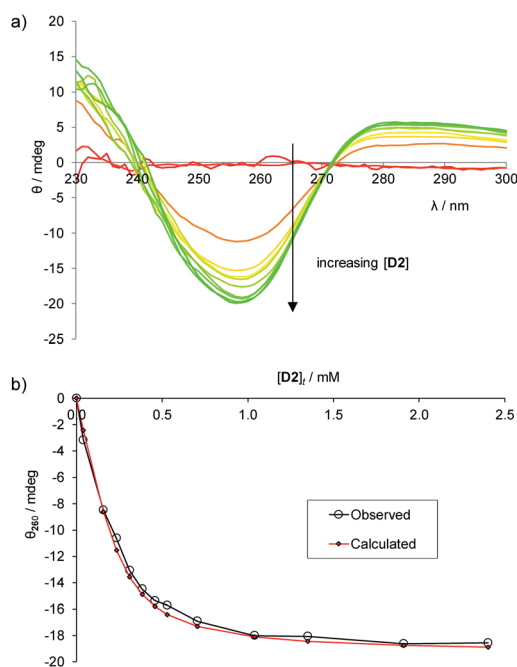 a)
20
15
10
5
0
-5
-10
-15
-20
-25
θ / mdeg
230 240 250 260 270 280 290 300
λ / nm
increasing [D2]
b)
[D2]t / mM
0.0 0.5 1.0 1.5 2.0 2.5
0
-2
-4
-6
-8
-10
-12
-14
-16
-18
-20
θ260 / mdeg
Observed
Calculated